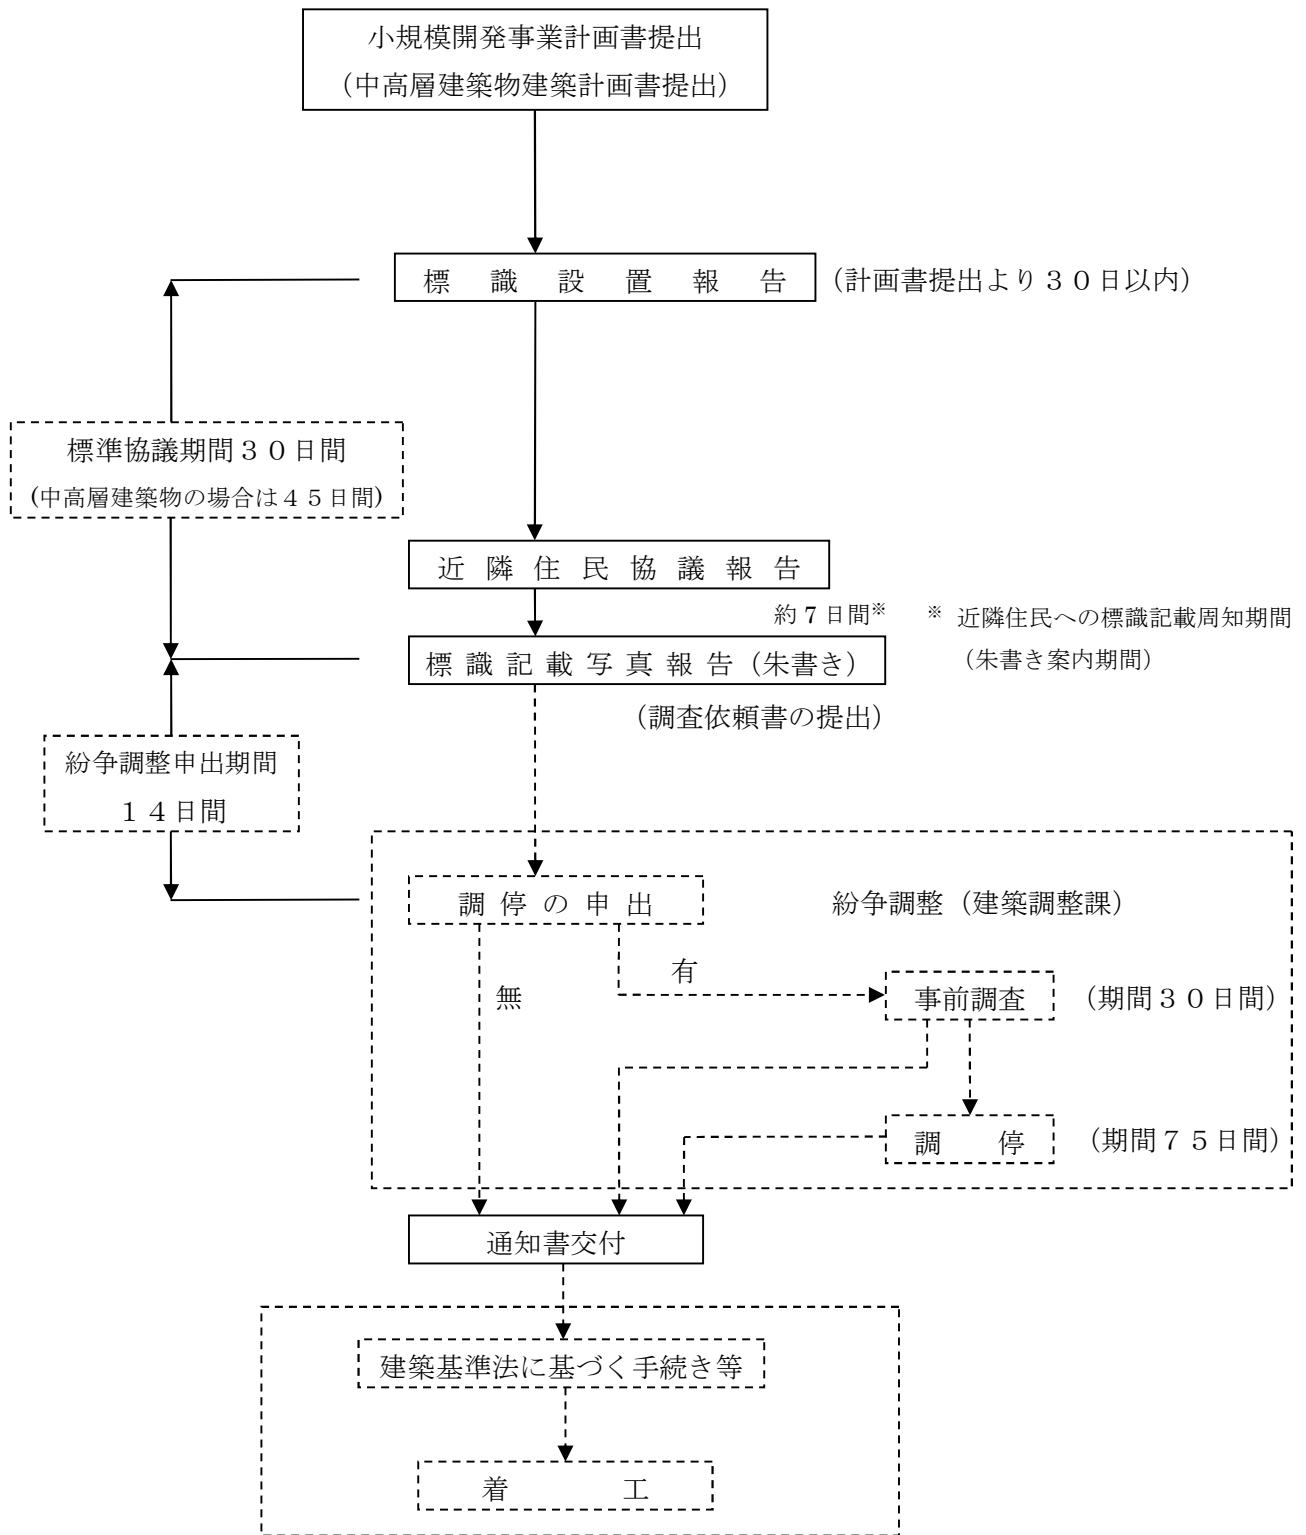 小規模開発事業計画書提出
（中高層建築物建築計画書提出）
標識設置報告
（計画書提出より３０日以内）
標準協議期間３０日間
(中高層建築物の場合は４５日間)
近隣住民協議報告
約7日間※
※ 近隣住民への標識記載周知期間
（朱書き案内期間）
標識記載写真報告（朱書き）
（調査依頼書の提出）
紛争調整申出期間
１４日間
調停の申出
紛争調整（建築調整課）
有
無
事前調査
（期間３０日間）
調停
（期間７５日間）
通知書交付
建築基準法に基づく手続き等
着工